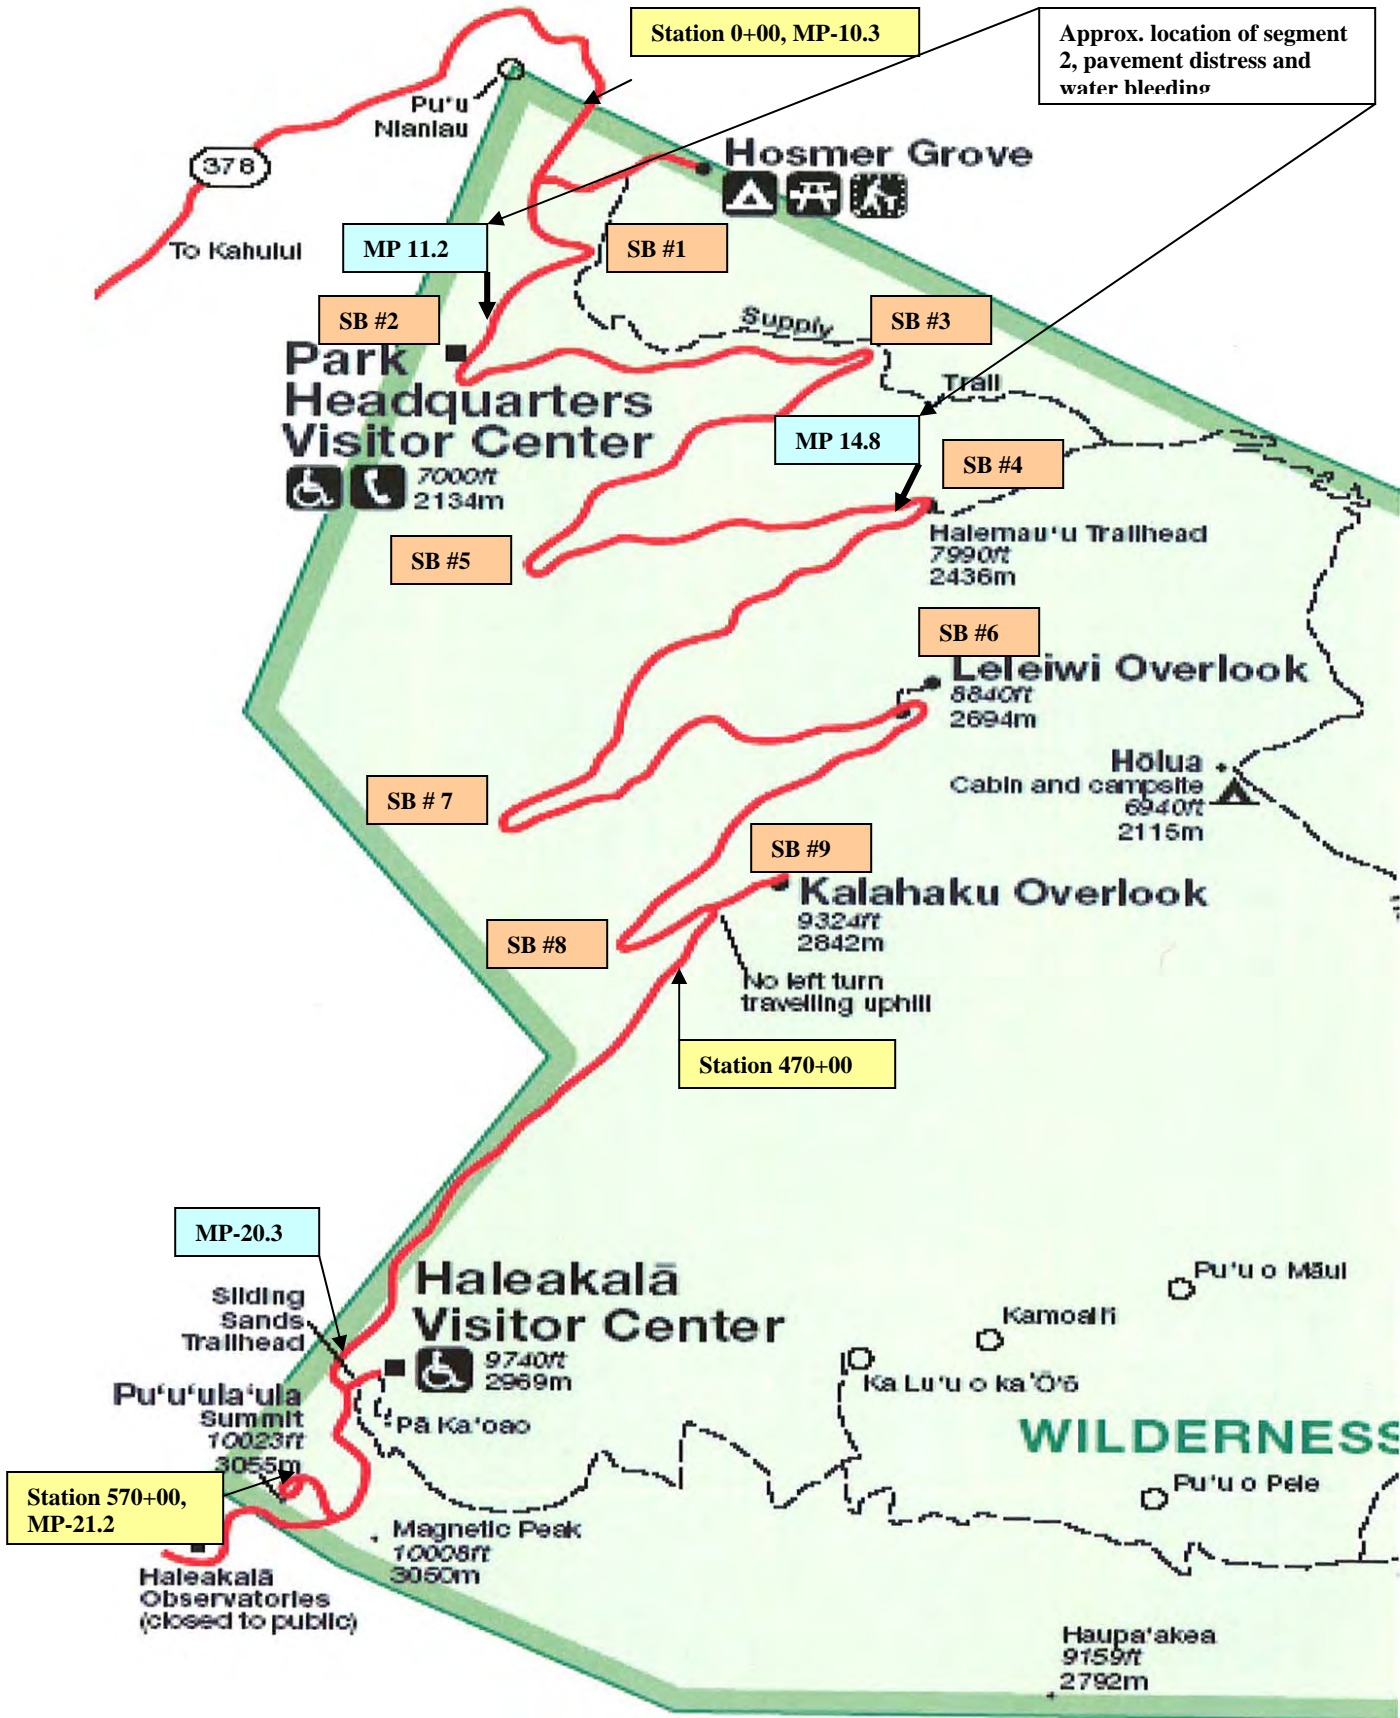 Station 0+00, MP-10.3
Approx. location of segment
2, pavement distress and
water bleeding
Pu‘u
Nianiau
378
Hosmer Grove
To Kahului
MP 11.2
SB #1
SB #2
Supply
SB #3
Park
Headquarters
Visitor Center
7000ft
2134m
Trail
MP 14.8
SB #4
Halemau‘u Trailhead
7990ft
2436m
SB #5
SB #6
Leleiwi Overlook
8840ft
2694m
Hōlua
Cabin and campsite
6940ft
2115m
SB # 7
SB #9
Kalahaku Overlook
9324ft
2842m
SB #8
No left turn
travelling uphill
Station 470+00
MP-20.3
Sliding
Sands
Trailhead
Haleakalā
Visitor Center
9740ft
2969m
Pu‘u o Māui
Kamoali‘i
Ka Lu‘u o ka ‘Ō‘ō
Pu‘u‘ula‘ula
Summit
10023ft
3055m
Pā Ka‘oao
WILDERNESS
Pu‘u o Pele
Station 570+00,
MP-21.2
Magnetic Peak
10008ft
3050m
Haleakalā
Observatories
(closed to public)
Haupa‘akea
9159ft
2792m